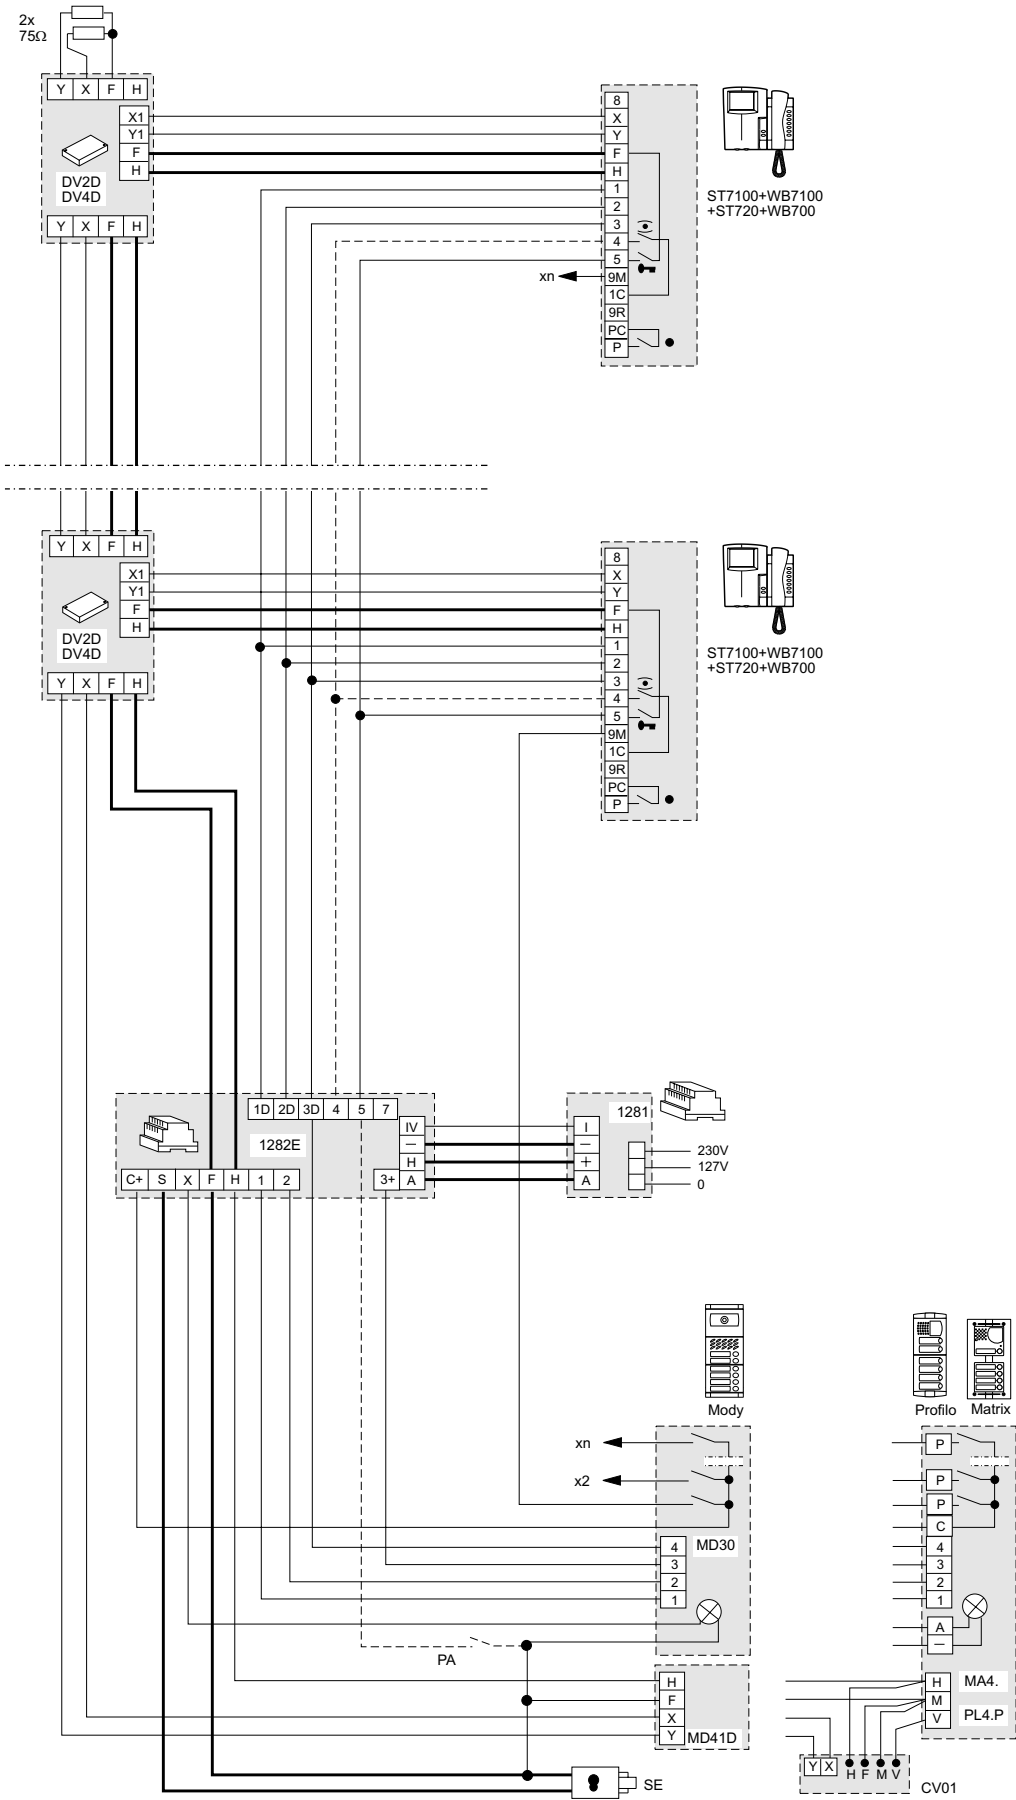 2x
75Ω
Y X F H
X1
Y1
F
H
DV2D
DV4D
Y X F H
8
X
Y
F
H
1
2
3
4
5
9M
1C
9R
PC
P
xn
ST7100+WB7100
+ST720+WB700
Y X F H
X1
Y1
F
H
DV2D
DV4D
Y X F H
8
X
Y
F
H
1
2
3
4
5
9M
1C
9R
PC
P
ST7100+WB7100
+ST720+WB700
1D 2D 3D 4 5 7
1282E
IV
—
H
3+ A
C+ S X F H 1 2
1281
I
—
+
A
230V
127V
0
Mody
xn
x2
MD30
4
3
2
1
PA
H
F
X
Y
MD41D
SE
Profilo Matrix
P
P
P
C
4
3
2
1
A
—
H
M
V
MA4.
PL4.P
Y X H F M V
CV01